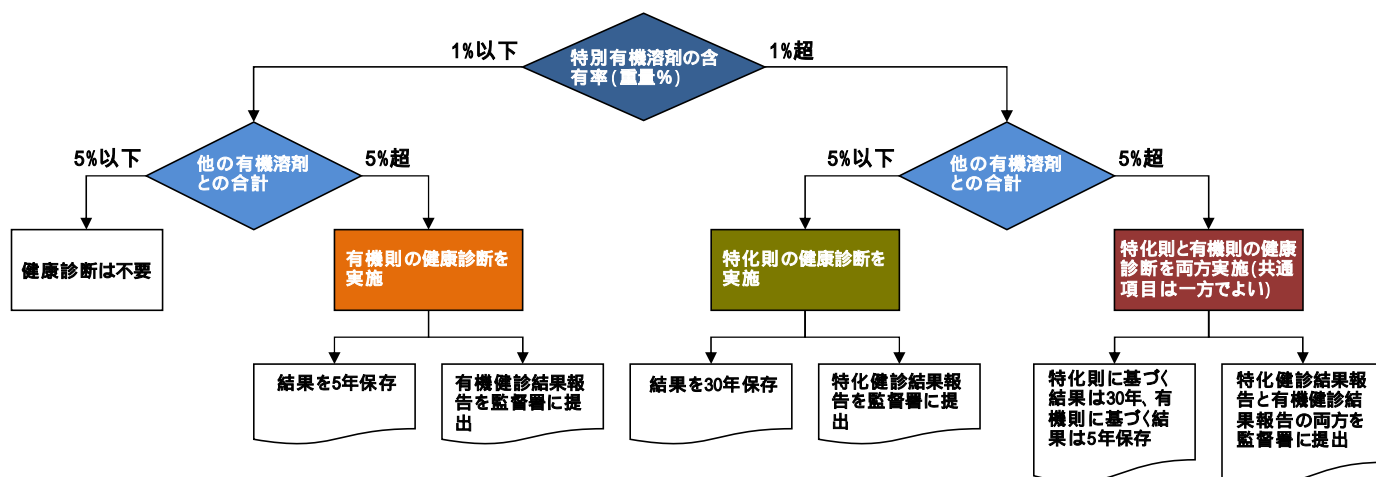 1%以下
特別有機溶剤の含
有率(重量%)
1%超
5%以下
他の有機溶剤
との合計
5%超
5%以下
他の有機溶剤
との合計
5%超
健康診断は不要
有機則の健康診断を
実施
特化則の健康診断を
実施
特化則と有機則の健康
診断を両方実施(共通
項目は一方でよい)
結果を5年保存
有機健診結果報
告を監督署に提
出
結果を30年保存
特化健診結果報
告を監督署に提
出
特化則に基づく
結果は30年、有
機則に基づく結
果は5年保存
特化健診結果報
告と有機健診結
果報告の両方を
監督署に提出